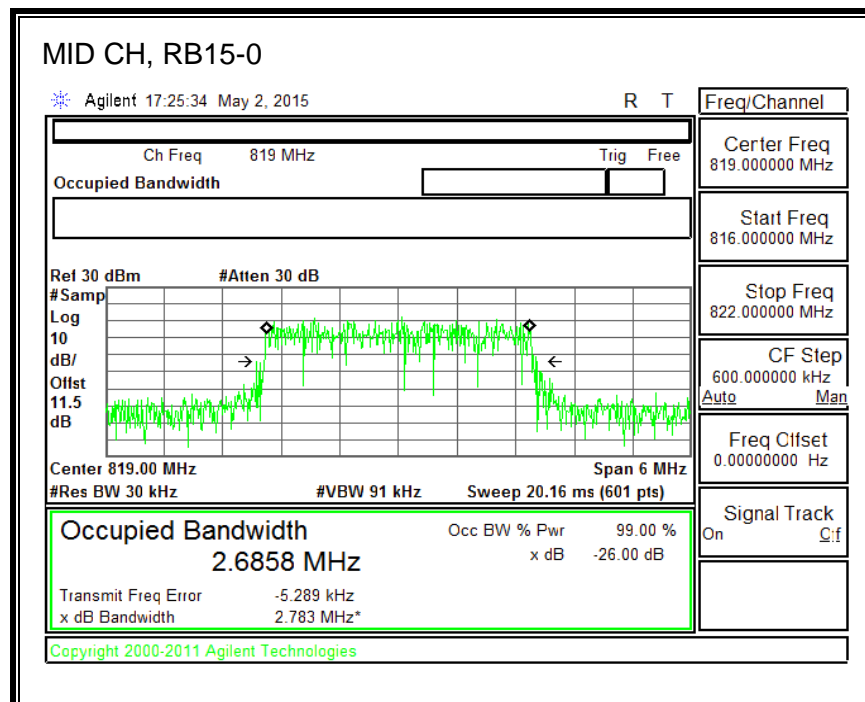 MID CH, RB15-0
Agilent 17:25:34 May 2, 2015 R T
Freq/Channel
Ch Freq 819 MHz Trig Free
Occupied Bandwidth
Center Freq
819.000000 MHz
Start Freq
816.000000 MHz
Stop Freq
822.000000 MHz
CF Step
600.000000 kHz
Auto Man
Freq Offset
0.00000000 Hz
Signal Track
On Off
Ref 30 dBm #Atten 30 dB
#Samp
Log
10
dB/
Offst
11.5
dB
Center 819.00 MHz Span 6 MHz
#Res BW 30 kHz #VBW 91 kHz Sweep 20.16 ms (601 pts)
Occupied Bandwidth
2.6858 MHz
Occ BW % Pwr 99.00 %
x dB -26.00 dB
Transmit Freq Error -5.289 kHz
x dB Bandwidth 2.783 MHz*
Copyright 2000-2011 Agilent Technologies